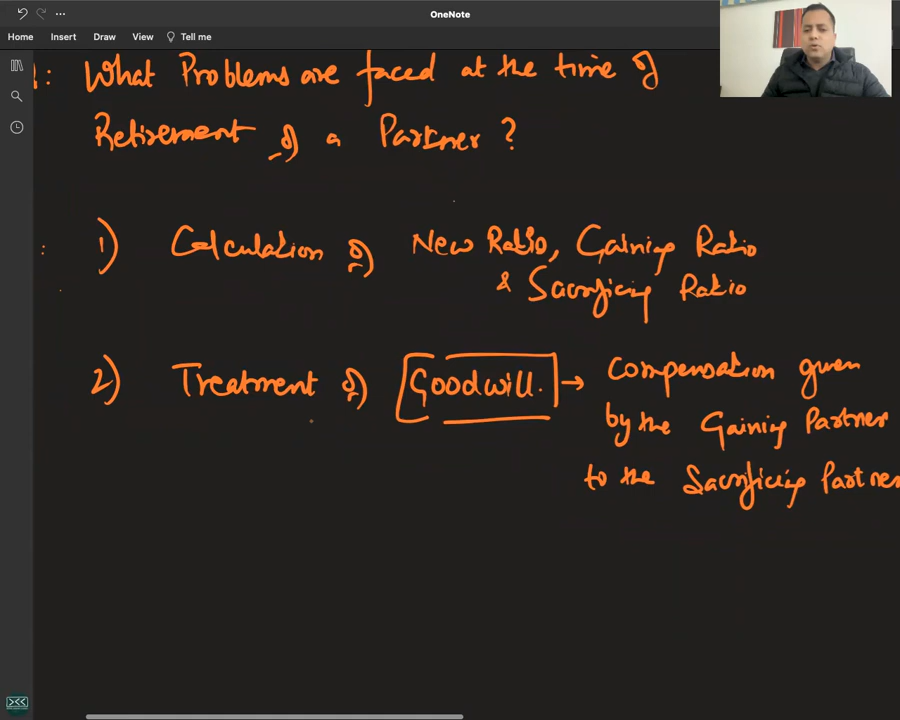 OneNote
Home Insert Draw View Tell me
: What Problems are faced at the time of
Retirement of a Partner ?
: 1) Calculation of New Ratio, Gaining Ratio
& Sacrificing Ratio
2) Treatment of Goodwill. → Compensation given
by the Gaining Partner
to the Sacrificing Partner